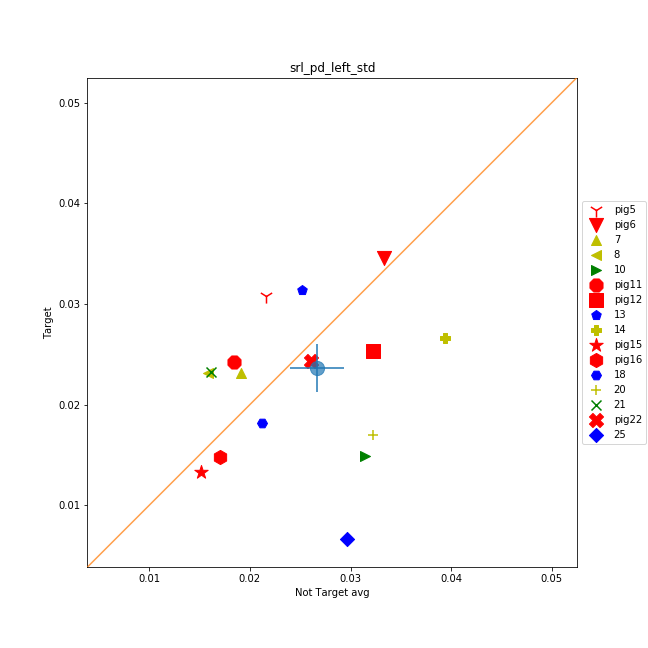 srl_pd_left_std
0.05
0.04
0.03
0.02
0.01
Target
0.01 0.02 0.03 0.04 0.05
Not Target avg
pig5
pig6
7
8
10
pig11
pig12
13
14
pig15
pig16
18
20
21
pig22
25